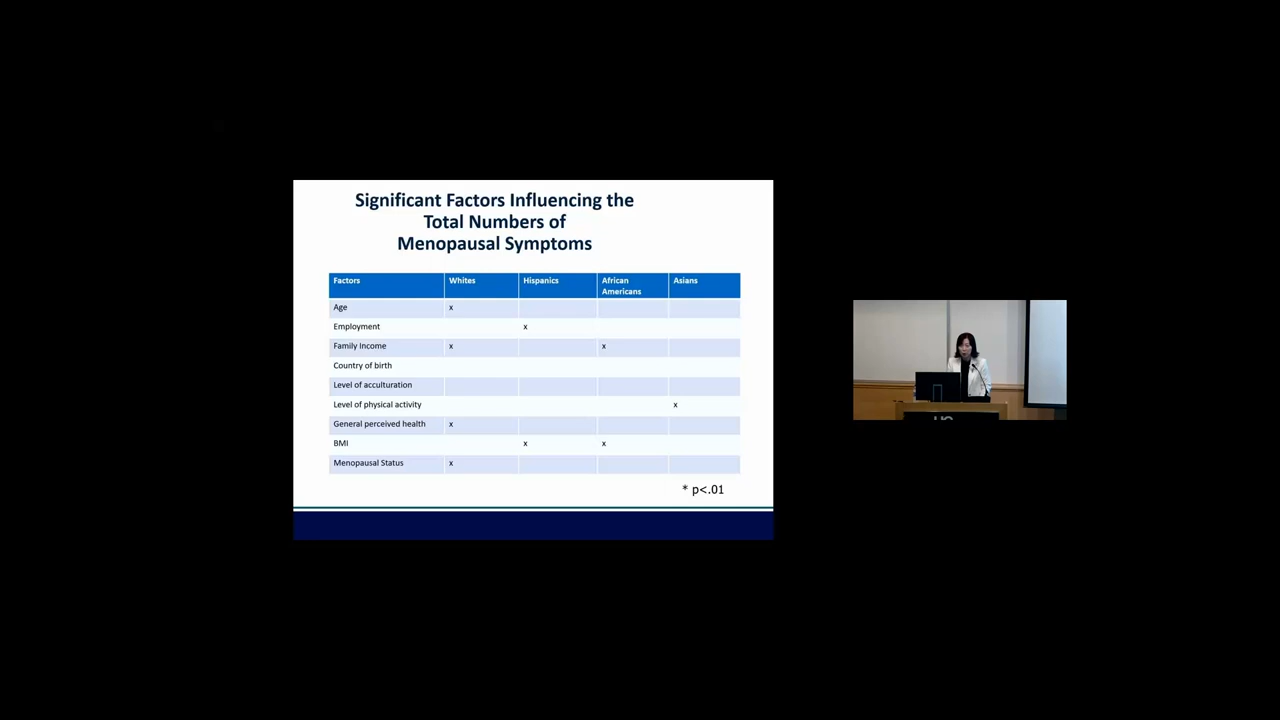 Significant Factors Influencing the
Total Numbers of
Menopausal Symptoms
Factors Whites Hispanics African Americans Asians
Age x
Employment x
Family Income x x
Country of birth
Level of acculturation
Level of physical activity x
General perceived health x
BMI x x
Menopausal Status x
* p<.01